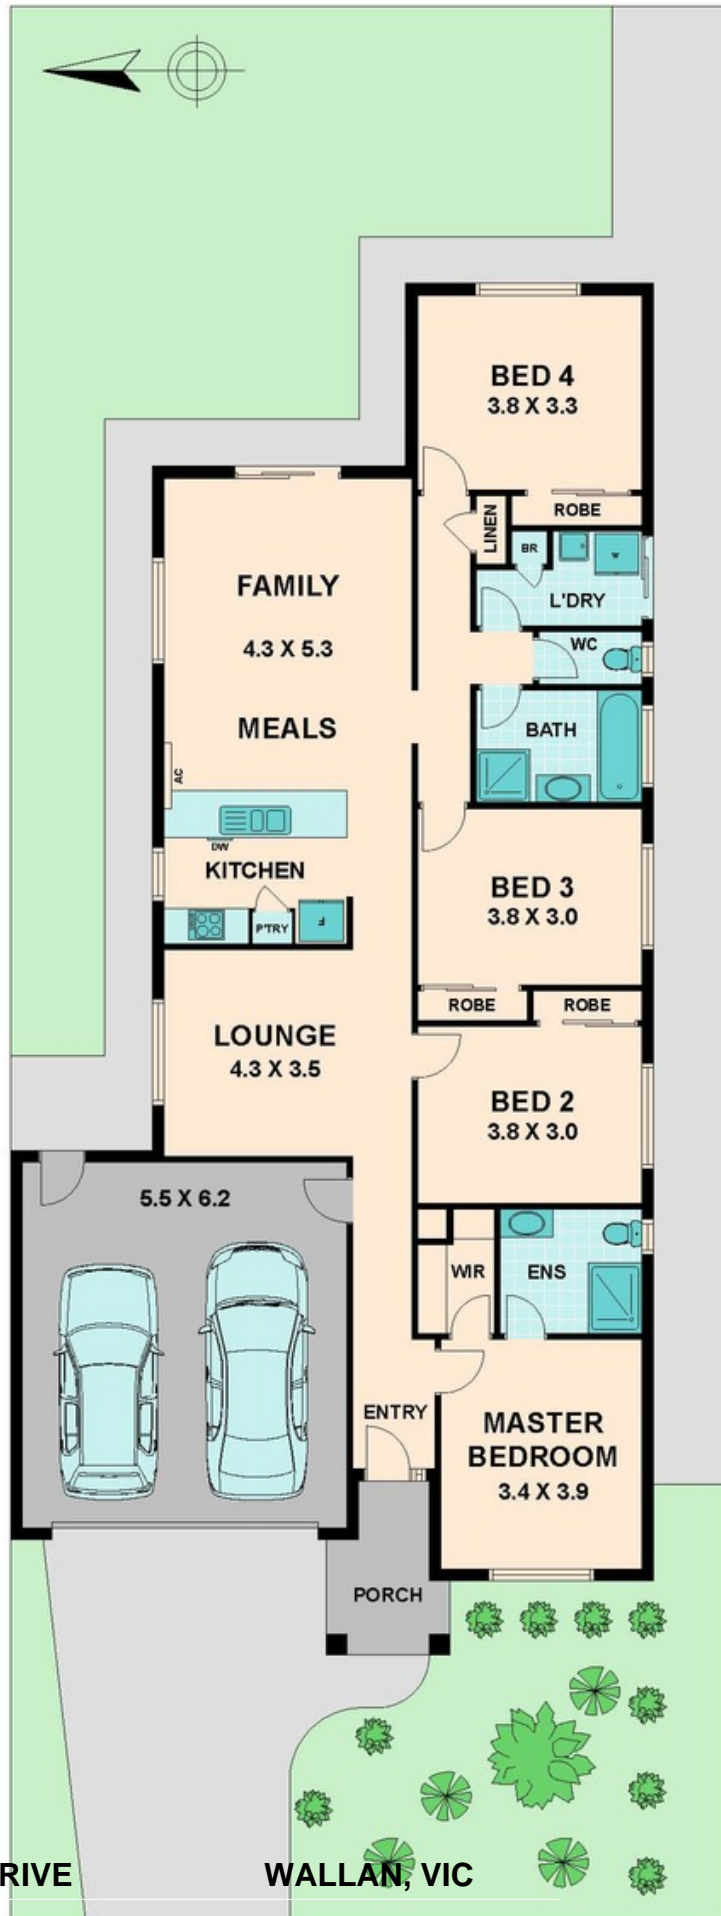 BED 4
3.8 X 3.3
ROBE
LINEN
BR
W
L'DRY
FAMILY
4.3 X 5.3
WC
MEALS
BATH
AC
DW
KITCHEN
P'TRY
F
BED 3
3.8 X 3.0
ROBE
ROBE
LOUNGE
4.3 X 3.5
BED 2
3.8 X 3.0
5.5 X 6.2
WIR
ENS
ENTRY
MASTER
BEDROOM
3.4 X 3.9
PORCH
RIVE WALLAN, VIC